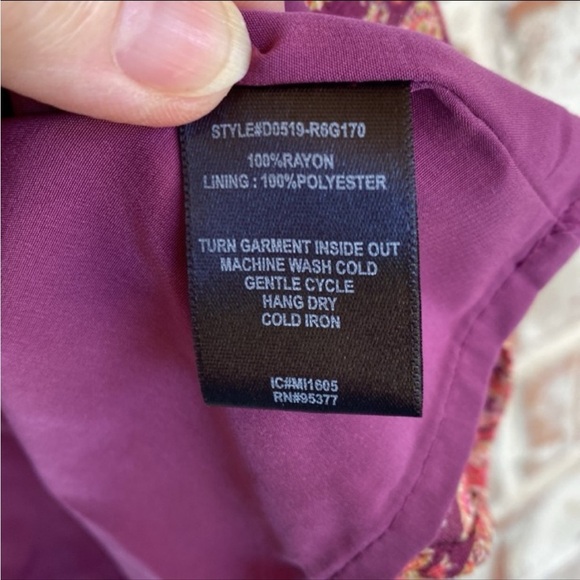 STYLE#D0519-R6G170
100%RAYON
LINING : 100%POLYESTER
TURN GARMENT INSIDE OUT
MACHINE WASH COLD
GENTLE CYCLE
HANG DRY
COLD IRON
IC#MI1605
RN#95377